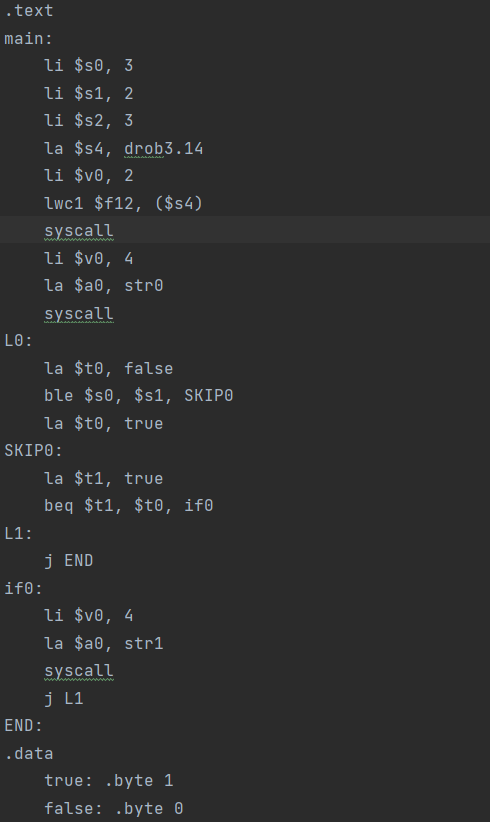 .text
main:
    li $s0, 3
    li $s1, 2
    li $s2, 3
    la $s4, drob3.14
    li $v0, 2
    lwc1 $f12, ($s4)
    syscall
    li $v0, 4
    la $a0, str0
    syscall
L0:
    la $t0, false
    ble $s0, $s1, SKIP0
    la $t0, true
SKIP0:
    la $t1, true
    beq $t1, $t0, if0
L1:
    j END
if0:
    li $v0, 4
    la $a0, str1
    syscall
    j L1
END:
.data
    true: .byte 1
    false: .byte 0